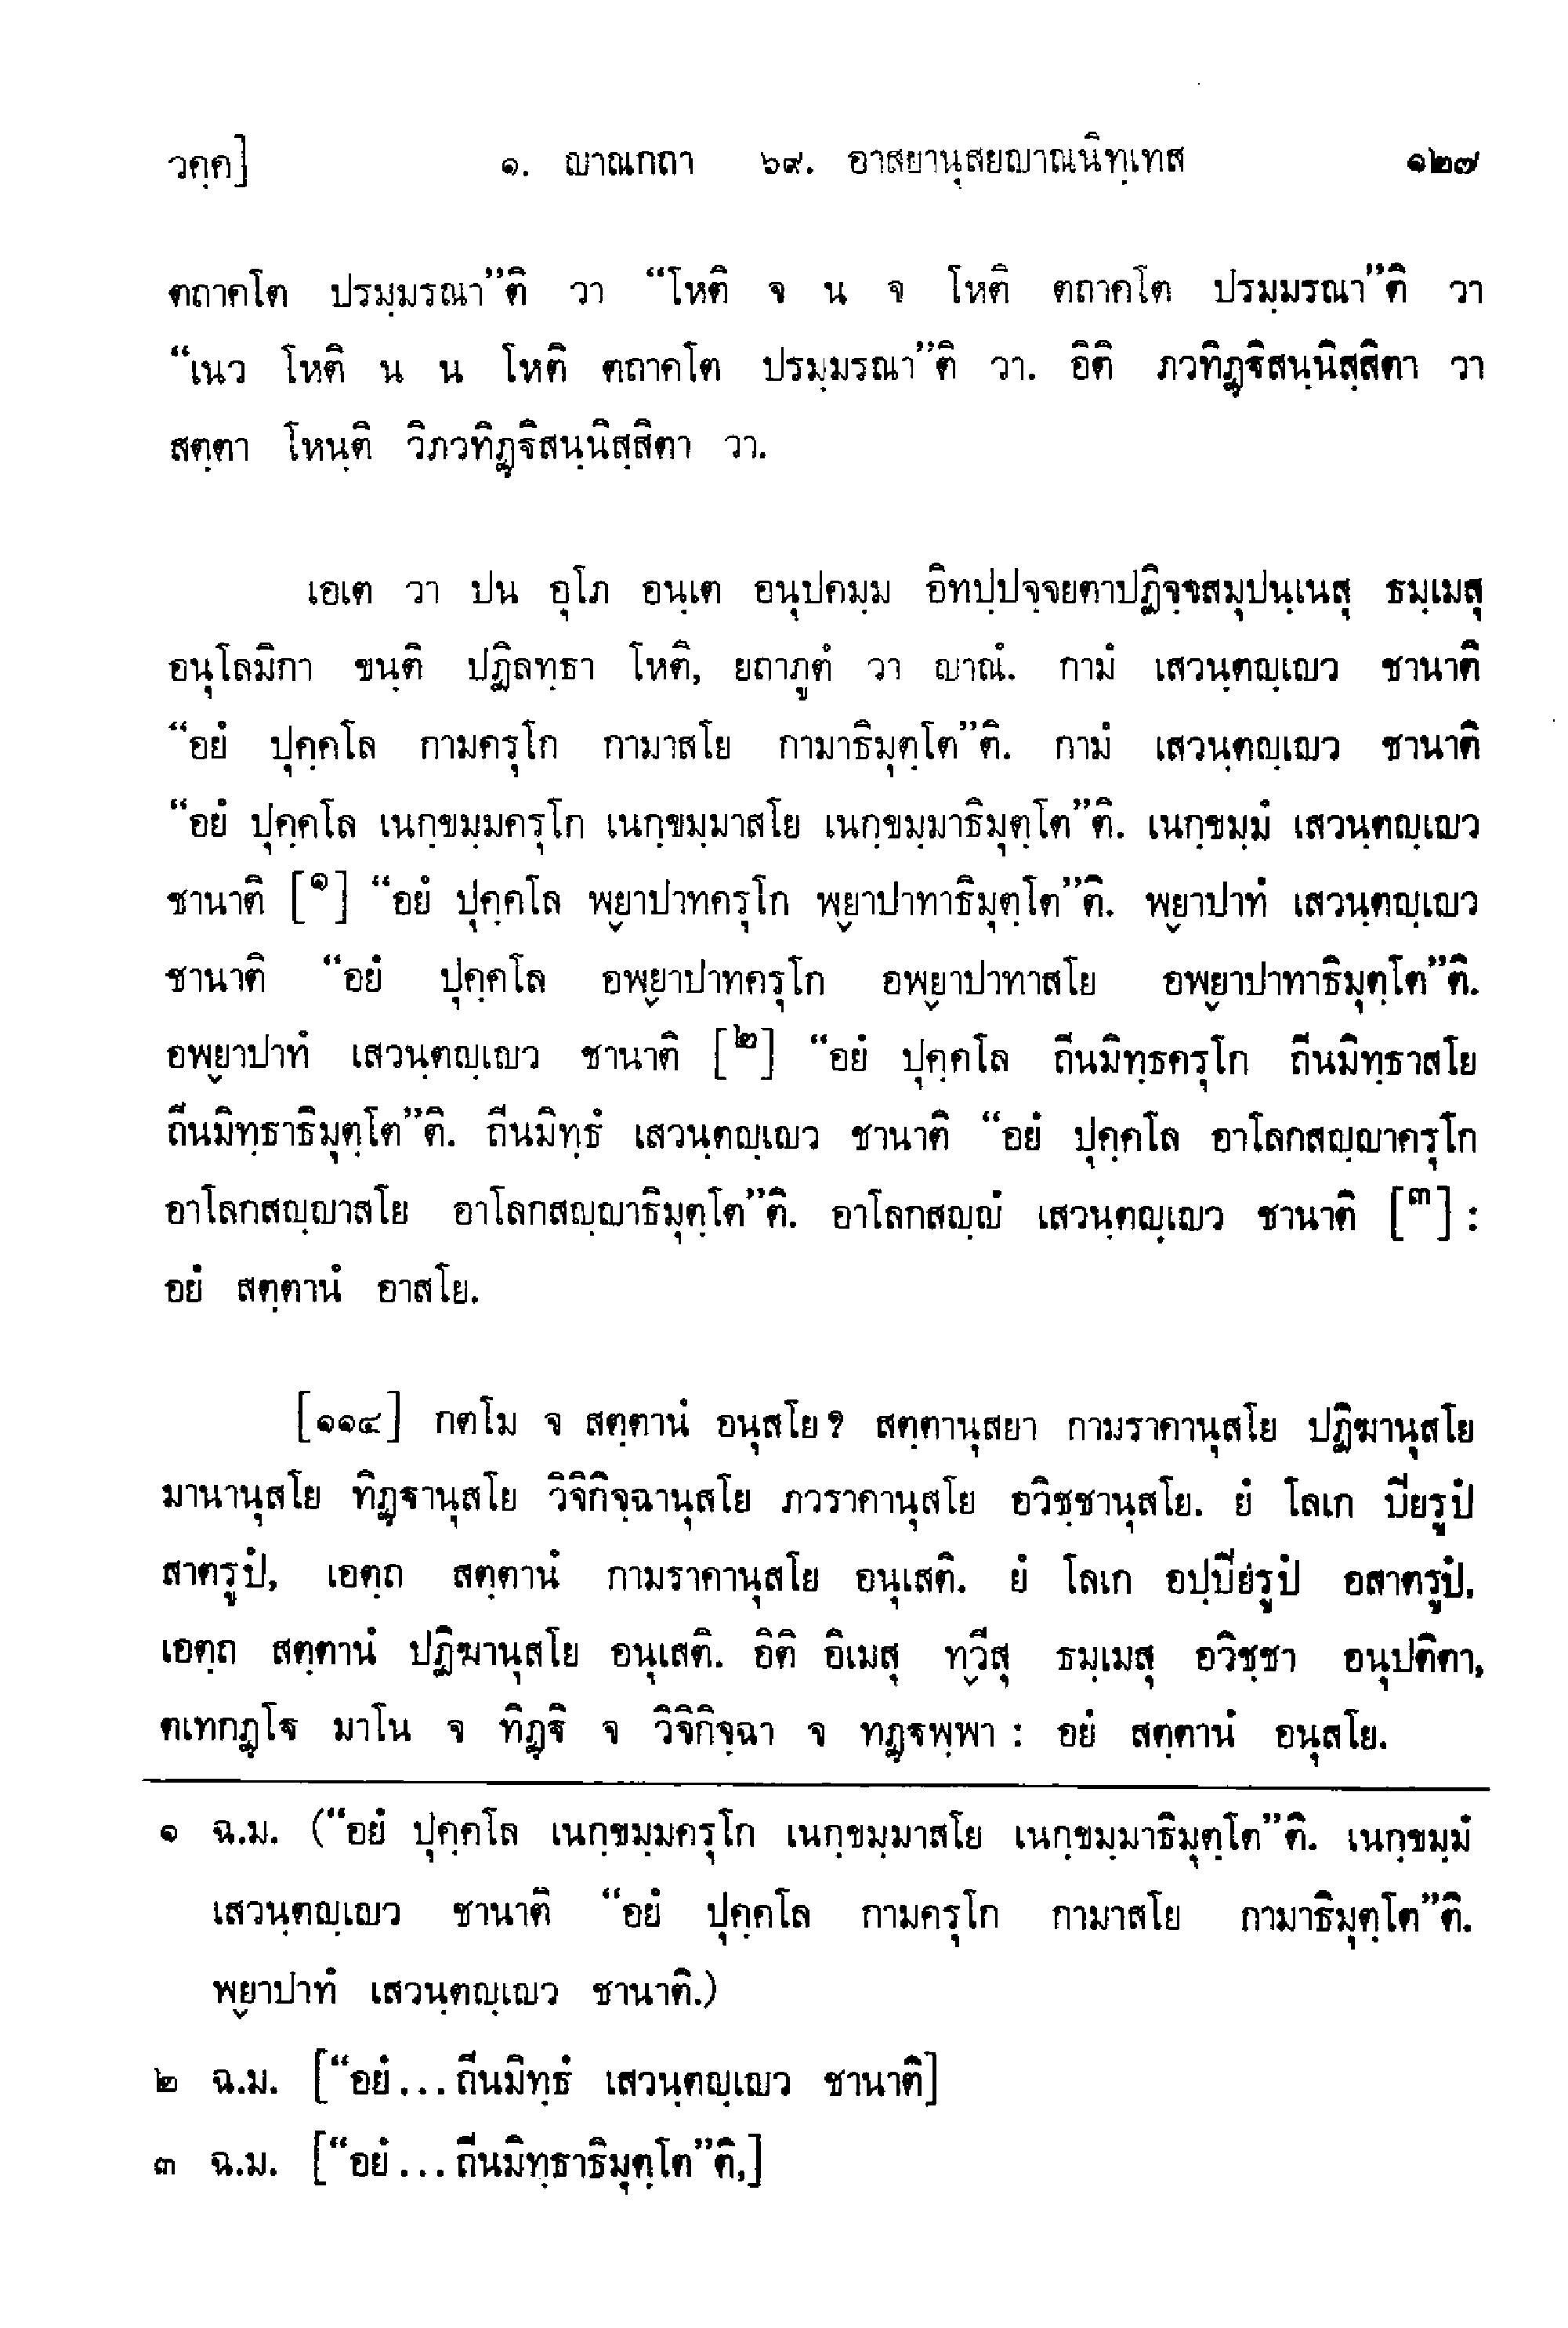 วคฺค]	๑. ญาณกถา ๖๙. อาสยานุสยญาณนิทฺเทส	๑๒๗
ตถาคโต ปรมฺมรณา”ติ วา “โหติ จ น จ โหติ ตถาคโต ปรมฺมรณา”ติ วา
“เนว โหติ น น โหติ ตถาคโต ปรมฺมรณา”ติ วา. อิติ ภวทิฏฺฐิสนฺนิสฺสิตา วา
สตฺตา โหนฺติ วิภวทิฏฺฐิสนฺนิสฺสิตา วา.
เอเต วา ปน อุโภ อนฺเต อนุปคมฺม อิทปฺปจฺจยตาปฏิจฺจสมุปนฺเนสุ ธมฺเมสุ
อนุโลมิกา ขนฺติ ปฏิลทฺธา โหติ, ยถาภูตํ วา ญาณํ. กามํ เสวนฺตญฺเญว ชานาติ
“อยํ ปุคฺคโล กามครุโก กามาสโย กามาธิมุตฺโต”ติ. กามํ เสวนฺตญฺเญว ชานาติ
“อยํ ปุคฺคโล เนกฺขมฺมครุโก เนกฺขมฺมาสโย เนกฺขมฺมาธิมุตฺโต”ติ. เนกฺขมฺมํ เสวนฺตญฺเญว
ชานาติ [๑] “อยํ ปุคฺคโล พฺยาปาทครุโก พฺยาปาทาธิมุตฺโต”ติ. พฺยาปาทํ เสวนฺตญฺเญว
ชานาติ “อยํ ปุคฺคโล อพฺยาปาทครุโก อพฺยาปาทาสโย อพฺยาปาทาธิมุตฺโต”ติ.
อพฺยาปาทํ เสวนฺตญฺเญว ชานาติ [๒] “อยํ ปุคฺคโล ถีนมิทฺธครุโก ถีนมิทฺธาสโย
ถีนมิทฺธาธิมุตฺโต”ติ. ถีนมิทฺธํ เสวนฺตญฺเญว ชานาติ “อยํ ปุคฺคโล อาโลกสญฺญาครุโก
อาโลกสญฺญาสโย อาโลกสญฺญาธิมุตฺโต”ติ. อาโลกสญฺญํ เสวนฺตญฺเญว ชานาติ [๓] :
อยํ สตฺตานํ อาสโย.
[๑๑๔] กตโม จ สตฺตานํ อนุสโย ? สตฺตานุสยา กามราคานุสโย ปฏิฆานุสโย
มานานุสโย ทิฏฺฐานุสโย วิจิกิจฺฉานุสโย ภวราคานุสโย อวิชฺชานุสโย. ยํ โลเก ปียรูปํ
สาตรูปํ, เอตฺถ สตฺตานํ กามราคานุสโย อนุเสติ. ยํ โลเก อปฺปียรูปํ อสาตรูปํ,
เอตฺถ สตฺตานํ ปฏิฆานุสโย อนุเสติ. อิติ อิเมสุ ทฺวีสุ ธมฺเมสุ อวิชฺชา อนุปติตา,
ตเทกฏฺโฐ มาโน จ ทิฏฺฐิ จ วิจิกิจฺฉา จ ทฏฺฐพฺพา : อยํ สตฺตานํ อนุสโย.
๑ ฉ.ม. (“อยํ ปุคฺคโล เนกฺขมฺมครุโก เนกฺขมฺมาสโย เนกฺขมฺมาธิมุตฺโต”ติ. เนกฺขมฺมํ
เสวนฺตญฺเญว ชานาติ “อยํ ปุคฺคโล กามครุโก กามาสโย กามาธิมุตฺโต”ติ.
พฺยาปาทํ เสวนฺตญฺเญว ชานาติ.)
๒ ฉ.ม. [“อยํ...ถีนมิทฺธํ เสวนฺตญฺเญว ชานาติ]
๓ ฉ.ม. [“อยํ...ถีนมิทฺธาธิมุตฺโต”ติ,]